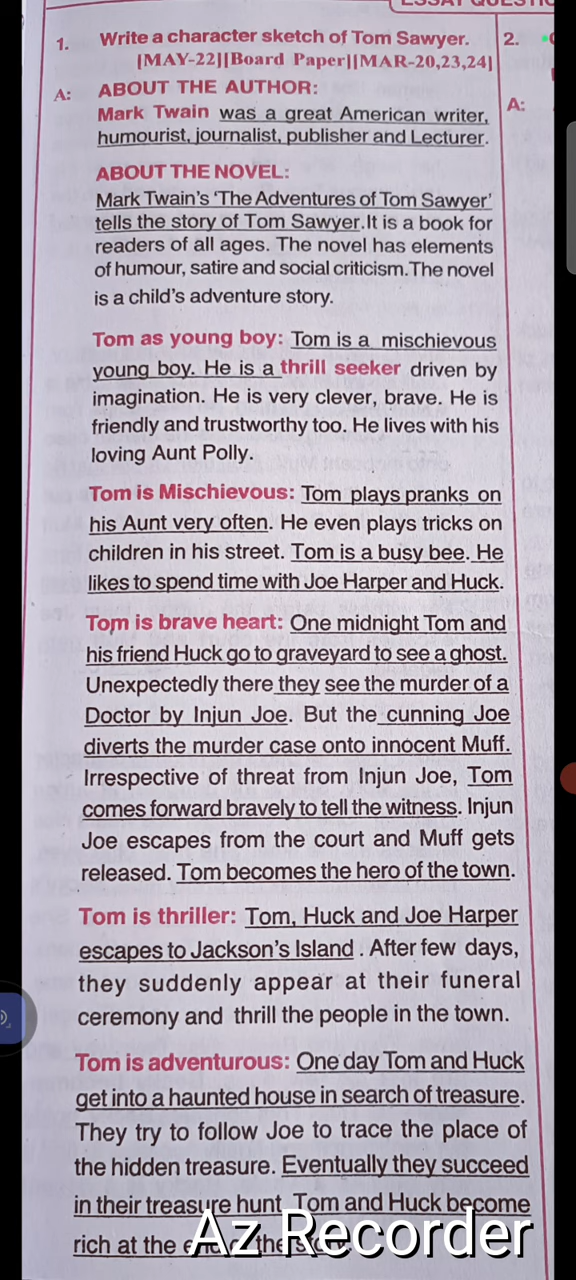 ESSAY QUESTIO
1. Write a character sketch of Tom Sawyer.
[MAY-22][Board Paper][MAR-20,23,24]
A: ABOUT THE AUTHOR:
Mark Twain was a great American writer,
humourist, journalist, publisher and Lecturer.
ABOUT THE NOVEL:
Mark Twain's 'The Adventures of Tom Sawyer'
tells the story of Tom Sawyer.It is a book for
readers of all ages. The novel has elements
of humour, satire and social criticism.The novel
is a child's adventure story.
Tom as young boy: Tom is a mischievous
young boy. He is a thrill seeker driven by
imagination. He is very clever, brave. He is
friendly and trustworthy too. He lives with his
loving Aunt Polly.
Tom is Mischievous: Tom plays pranks on
his Aunt very often. He even plays tricks on
children in his street. Tom is a busy bee. He
likes to spend time with Joe Harper and Huck.
Tom is brave heart: One midnight Tom and
his friend Huck go to graveyard to see a ghost.
Unexpectedly there they see the murder of a
Doctor by Injun Joe. But the cunning Joe
diverts the murder case onto innocent Muff.
Irrespective of threat from Injun Joe, Tom
comes forward bravely to tell the witness. Injun
Joe escapes from the court and Muff gets
released. Tom becomes the hero of the town.
Tom is thriller: Tom, Huck and Joe Harper
escapes to Jackson's Island . After few days,
they suddenly appear at their funeral
ceremony and thrill the people in the town.
Tom is adventurous: One day Tom and Huck
get into a haunted house in search of treasure.
They try to follow Joe to trace the place of
the hidden treasure. Eventually they succeed
in their treasure hunt. Tom and Huck become
rich at the end of the story.
Az Recorder
2.
A: